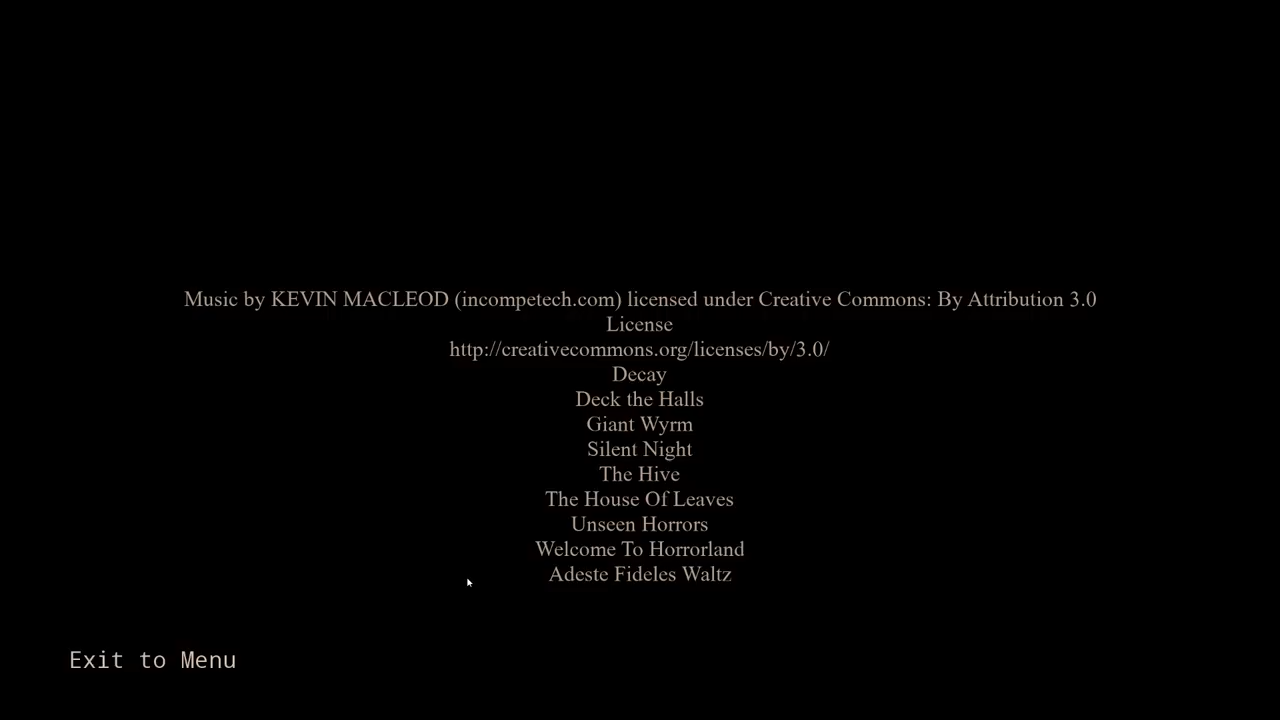 Music by KEVIN MACLEOD (incompetech.com) licensed under Creative Commons: By Attribution 3.0
License
http://creativecommons.org/licenses/by/3.0/
Decay
Deck the Halls
Giant Wyrm
Silent Night
The Hive
The House Of Leaves
Unseen Horrors
Welcome To Horrorland
Adeste Fideles Waltz
Exit to Menu